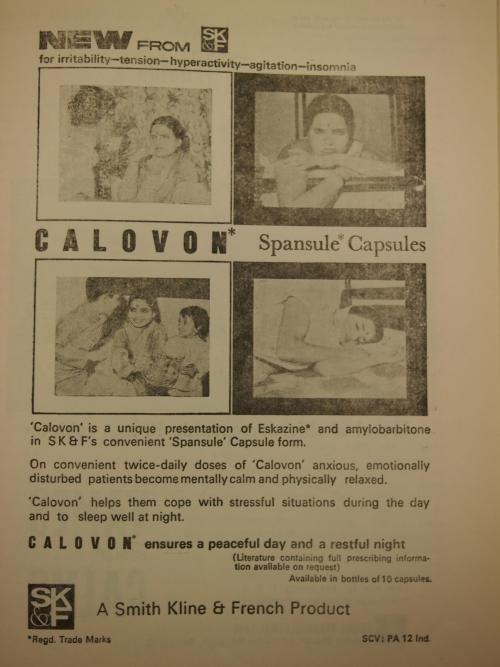 NEW FROM SK&F
for irritability—tension—hyperactivity—agitation—insomnia
CALOVON* Spansule* Capsules
'Calovon' is a unique presentation of Eskazine* and amylobarbitone
in S K & F's convenient 'Spansule' Capsule form.
On convenient twice-daily doses of 'Calovon' anxious, emotionally
disturbed patients become mentally calm and physically relaxed.
'Calovon' helps them cope with stressful situations during the day
and to sleep well at night.
CALOVON* ensures a peaceful day and a restful night
(Literature containing full prescribing informa-
tion available on request)
Available in bottles of 10 capsules.
SK&F A Smith Kline & French Product
*Regd. Trade Marks SCV: PA 12 Ind.